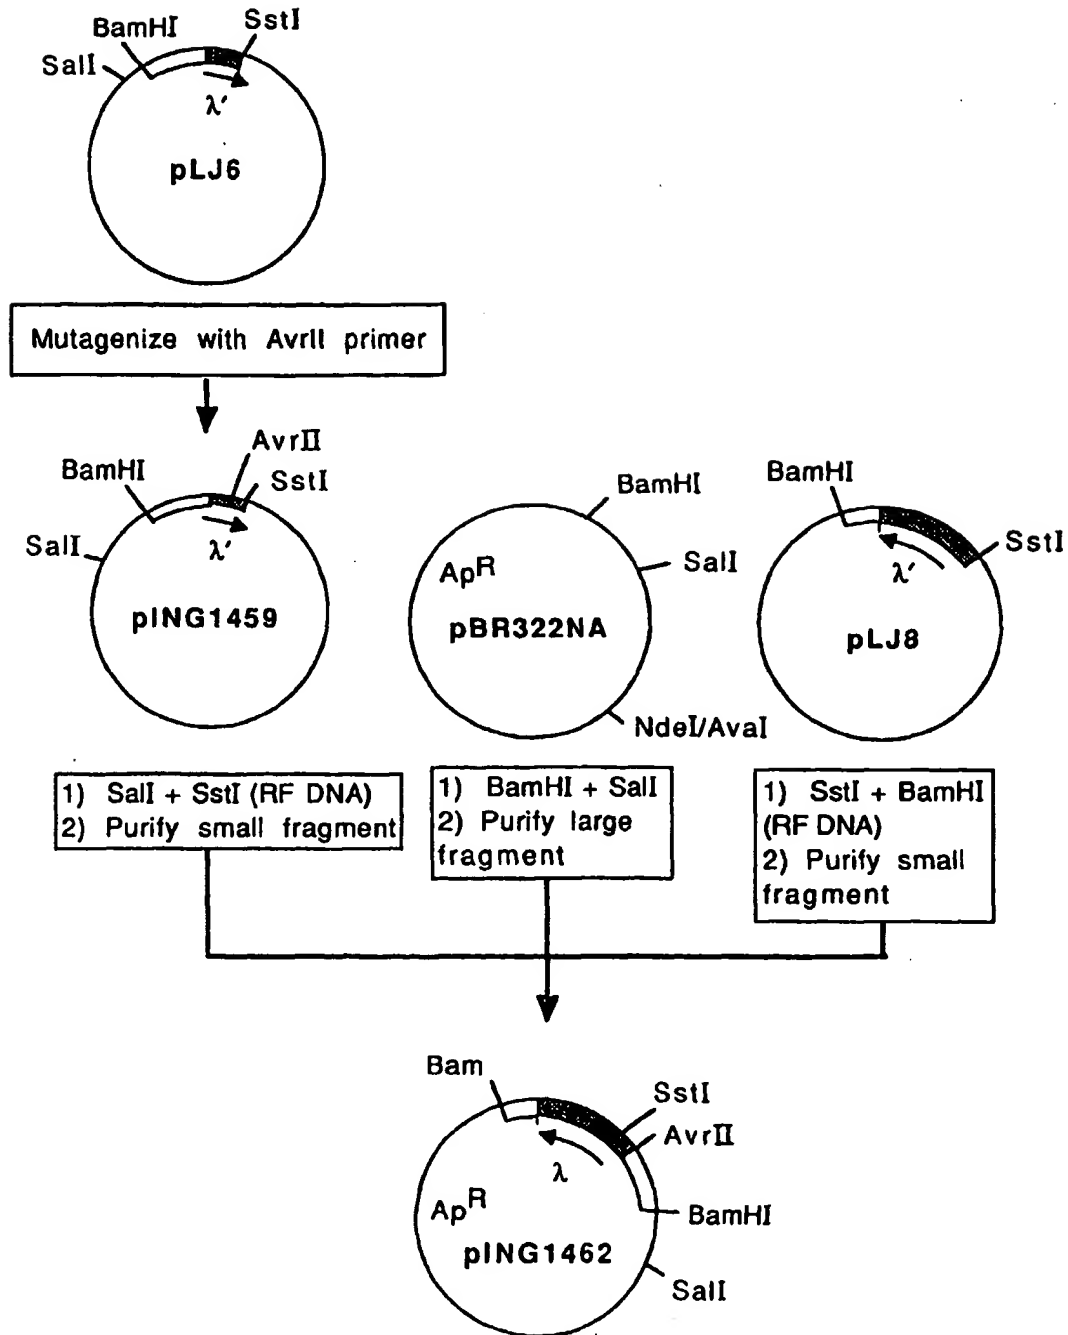 BamHI
SstI
SalI
λ′
pLJ6
Mutagenize with AvrII primer
AvrII
BamHI
SstI
SalI
λ′
pING1459
BamHI
SalI
ApR
pBR322NA
NdeI/AvaI
BamHI
SstI
λ′
pLJ8
1) SalI + SstI (RF DNA)
2) Purify small fragment
1) BamHI + SalI
2) Purify large
fragment
1) SstI + BamHI
(RF DNA)
2) Purify small
fragment
Bam
SstI
AvrII
λ
ApR
BamHI
pING1462
SalI